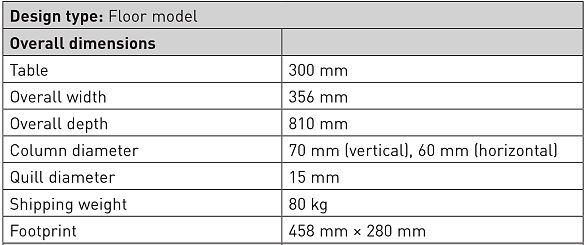 Design type: Floor model
Overall dimensions
Table 300 mm
Overall width 356 mm
Overall depth 810 mm
Column diameter 70 mm (vertical), 60 mm (horizontal)
Quill diameter 15 mm
Shipping weight 80 kg
Footprint 458 mm × 280 mm